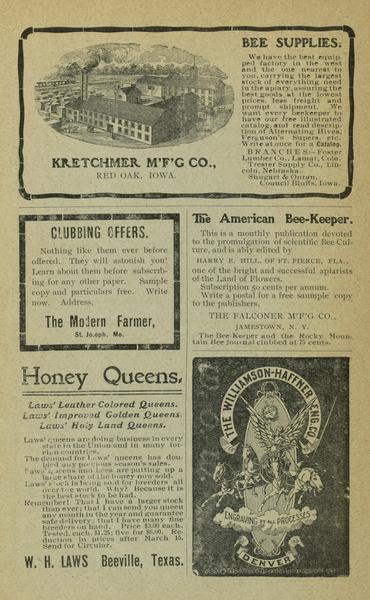 BEE SUPPLIES.
We have the best equip-
ped factory in the west
and the one nearest to
you, carrying the largest
stock of everything need
in the apiary, assuring the
best goods at the lowest
prices, less freight and
prompt shipment. We
want every beekeeper to
have our free illustrated
catalog, and read descrip-
tion of Alternating Hives,
Ferguson's Supers, etc.
Write at once for a Catalog.
BRANCHES:—Foster
Lumber Co., Lamar, Colo.
Trester Supply Co., Lin-
coln, Nebraska.
Shugart & Ouran,
Council Bluffs, Iowa.
KRETCHMER M'F'G CO.,
RED OAK, IOWA.
CLUBBING OFFERS.
Nothing like them ever before
offered. They will astonish you!
Learn about them before subscrib-
ing for any other paper. Sample
copy and particulars free. Write
now. Address,
The Modern Farmer,
St. Joseph, Mo.
The American Bee-Keeper.
This is a monthly publication devoted
to the promulgation of scientific Bee Cul-
ture, and is ably edited by
HARRY E. HILL, OF FT. PIERCE, FLA.,
one of the bright and successful apiarists
of the Land of Flowers.
Subscription 50 cents per annum.
Write a postal for a free saumple copy
to the publishers,
THE FALCONER M'F'G CO.,
JAMESTOWN, N. Y.
The Bee-Keeper and the Rocky Moun
tain Bee Journal clubbed at 75 cents.
Honey Queens,
Laws' Leather Colored Queens.
Laws' Improved Golden Queens.
Laws' Holy Land Queens.
Laws' queens are doing business in every
state in the Union and in many for-
eign countries.
The demand for Laws' queens has dou-
bled any previous season's sales.
Laws' queens and bees are putting up a
large share of the honey now sold.
Laws' stock is being sold for breeders all
over the world. Why? Because it is
the best stock to be had.
Remember! That I have a larger stock
than ever; that I can send you queen
any month in the year and guarantee
safe delivery; that I have many fine
breeders on hand. Price $3.00 each.
Tested, each, $1.25; five for $6.00. Re-
duction in prices after March 15.
Send for Circular.
W. H. LAWS Beeville, Texas.
THE WILLIAMSON-HAFFNER ENG. CO.
ENGRAVING BY ALL PROCESSES
DENVER